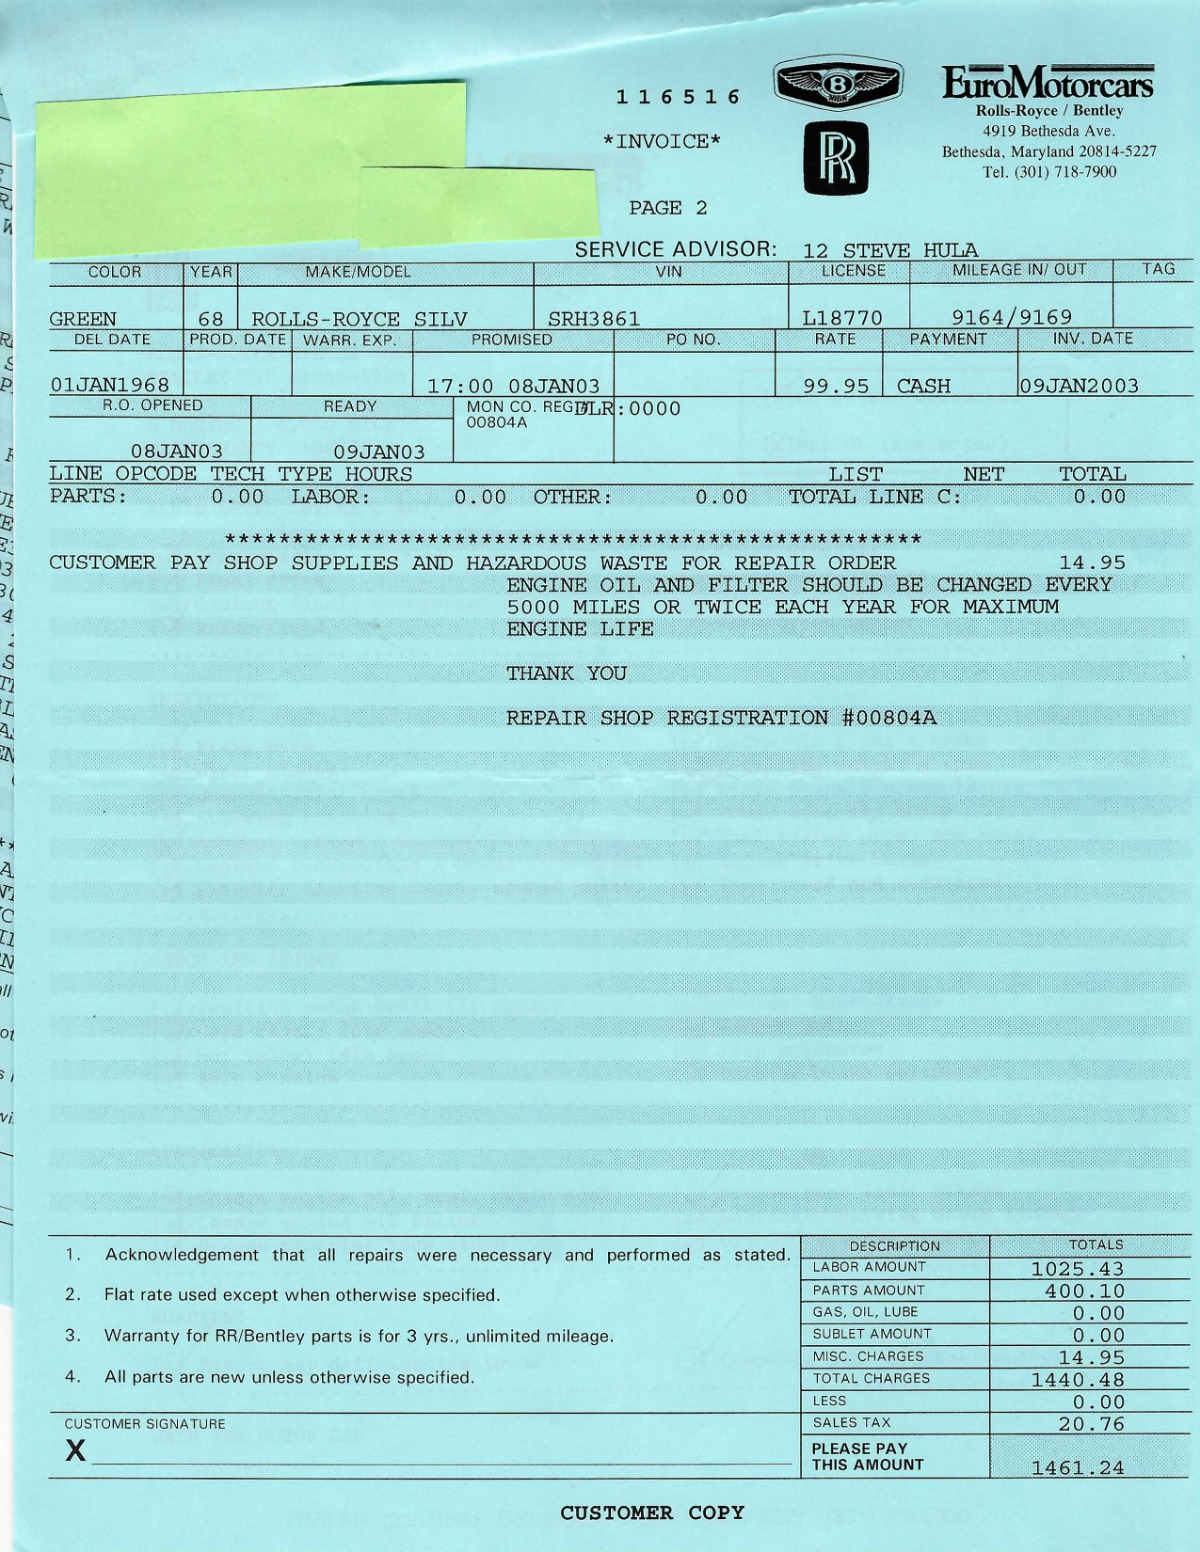 116516
*INVOICE*
PAGE 2
B
RR
EuroMotorcars
Rolls-Royce / Bentley
4919 Bethesda Ave.
Bethesda, Maryland 20814-5227
Tel. (301) 718-7900
SERVICE ADVISOR: 12 STEVE HULA
COLOR YEAR MAKE/MODEL VIN LICENSE MILEAGE IN/ OUT TAG
GREEN 68 ROLLS-ROYCE SILV SRH3861 L18770 9164/9169
DEL DATE PROD. DATE WARR. EXP. PROMISED PO NO. RATE PAYMENT INV. DATE
01JAN1968 17:00 08JAN03 99.95 CASH 09JAN2003
R.O. OPENED READY MON CO. REG# DLR:0000
00804A
08JAN03 09JAN03
LINE OPCODE TECH TYPE HOURS LIST NET TOTAL
PARTS: 0.00 LABOR: 0.00 OTHER: 0.00 TOTAL LINE C: 0.00
****************************************************
CUSTOMER PAY SHOP SUPPLIES AND HAZARDOUS WASTE FOR REPAIR ORDER 14.95
ENGINE OIL AND FILTER SHOULD BE CHANGED EVERY
5000 MILES OR TWICE EACH YEAR FOR MAXIMUM
ENGINE LIFE
THANK YOU
REPAIR SHOP REGISTRATION #00804A
1. Acknowledgement that all repairs were necessary and performed as stated.
2. Flat rate used except when otherwise specified.
3. Warranty for RR/Bentley parts is for 3 yrs., unlimited mileage.
4. All parts are new unless otherwise specified.
CUSTOMER SIGNATURE
X
DESCRIPTION TOTALS
LABOR AMOUNT 1025.43
PARTS AMOUNT 400.10
GAS, OIL, LUBE 0.00
SUBLET AMOUNT 0.00
MISC. CHARGES 14.95
TOTAL CHARGES 1440.48
LESS 0.00
SALES TAX 20.76
PLEASE PAY
THIS AMOUNT 1461.24
CUSTOMER COPY